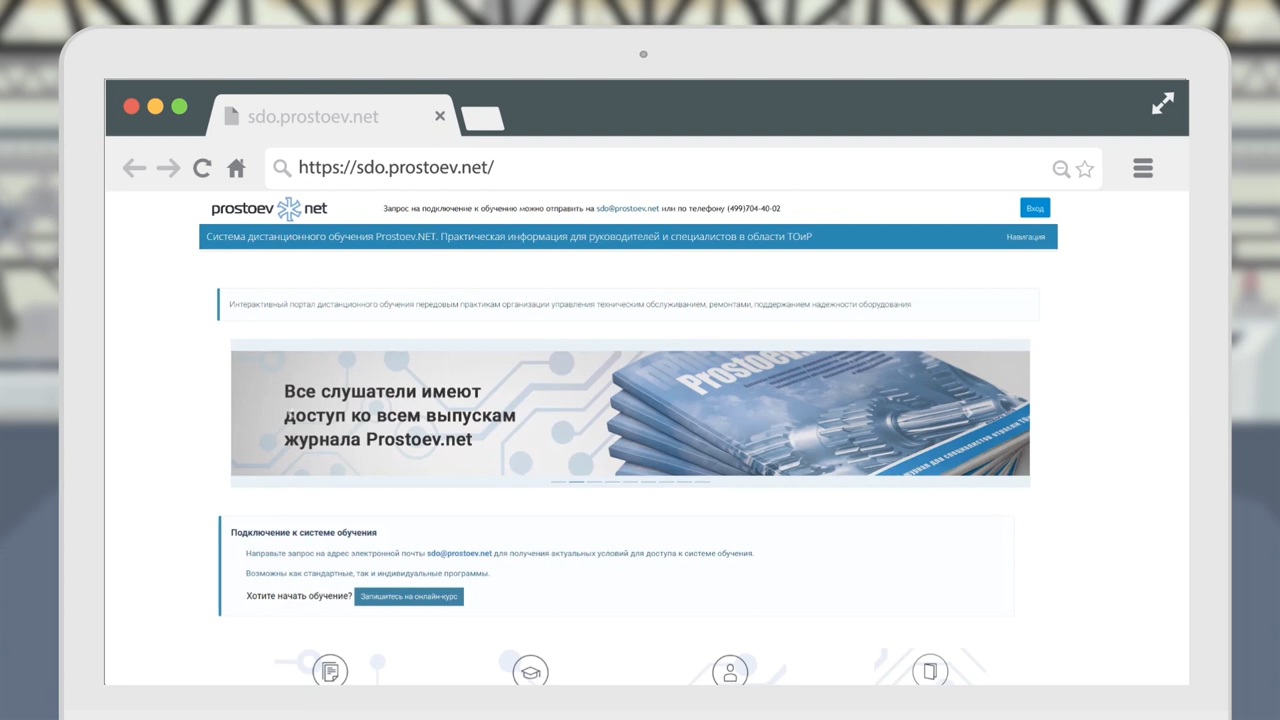 sdo.prostoev.net
https://sdo.prostoev.net/
prostoev net
Запрос на подключение к обучению можно отправить на sdo@prostoev.net или по телефону (499)704-40-02
Вход
Система дистанционного обучения Prostoev.NET. Практическая информация для руководителей и специалистов в области ТОиР
Навигация
Интерактивный портал дистанционного обучения передовым практикам организации управления техническим обслуживанием, ремонтами, поддержанием надежности оборудования
Все слушатели имеют
доступ ко всем выпускам
журнала Prostoev.net
Подключение к системе обучения
Направьте запрос на адрес электронной почты sdo@prostoev.net для получения актуальных условий для доступа к системе обучения.
Возможны как стандартные, так и индивидуальные программы.
Хотите начать обучение? Запишитесь на онлайн-курс